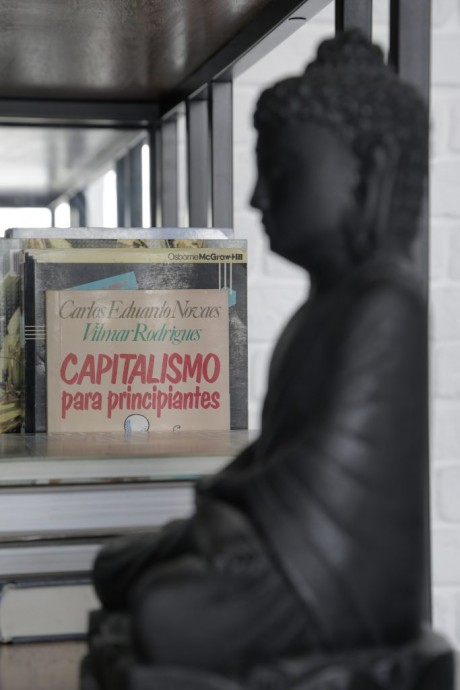 Osborne McGraw-Hill
Carlos Eduardo Novaes
Vilmar Rodrigues
CAPITALISMO
para principiantes